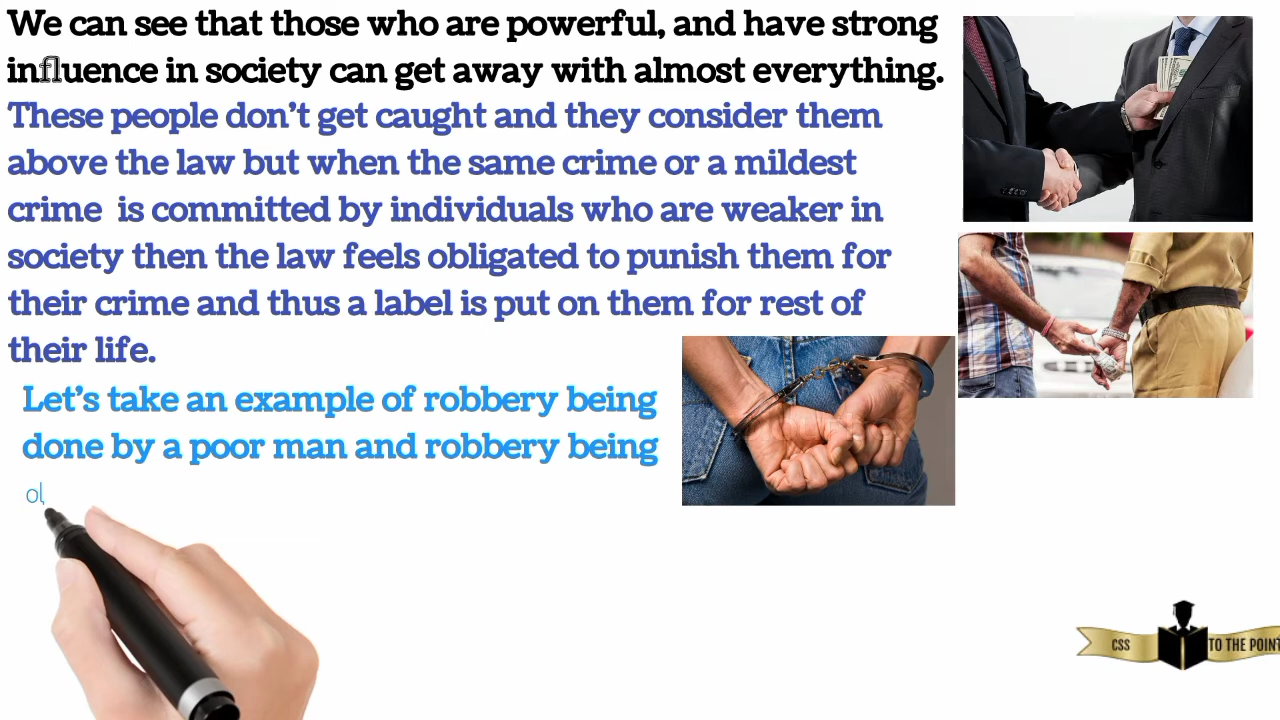 We can see that those who are powerful, and have strong
influence in society can get away with almost everything.
These people don't get caught and they consider them
above the law but when the same crime or a mildest
crime is committed by individuals who are weaker in
society then the law feels obligated to punish them for
their crime and thus a label is put on them for rest of
their life.
Let's take an example of robbery being
done by a poor man and robbery being
CSS TO THE POINT